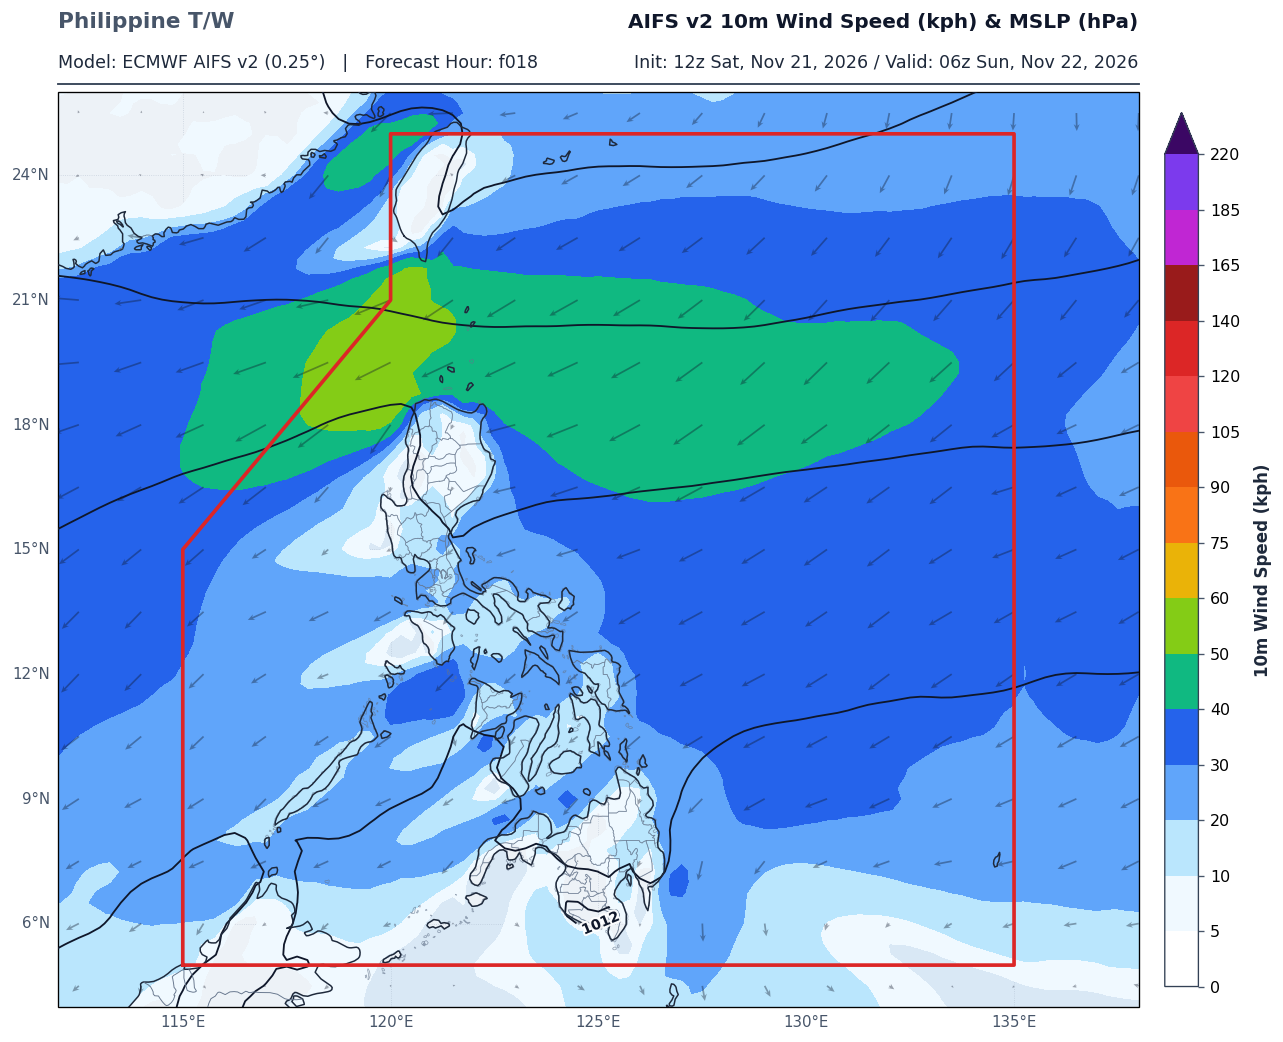 Philippine T/W
AIFS v2 10m Wind Speed (kph) & MSLP (hPa)
Model: ECMWF AIFS v2 (0.25°) | Forecast Hour: f018
Init: 12z Sat, Nov 21, 2026 / Valid: 06z Sun, Nov 22, 2026
24°N
21°N
18°N
15°N
12°N
9°N
6°N
115°E
120°E
125°E
130°E
135°E
1012
220
185
165
140
120
105
90
75
60
50
40
30
20
10
5
0
10m Wind Speed (kph)